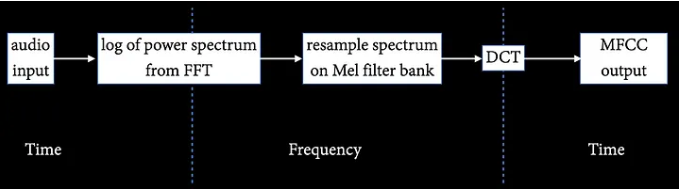 audio
input
log of power spectrum
from FFT
resample spectrum
on Mel filter bank
DCT
MFCC
output
Time
Frequency
Time